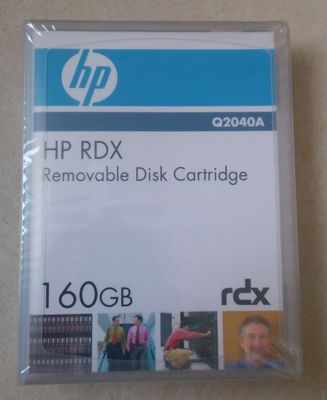 hp
Q2040A
HP RDX
Removable Disk Cartridge
160GB
rdx